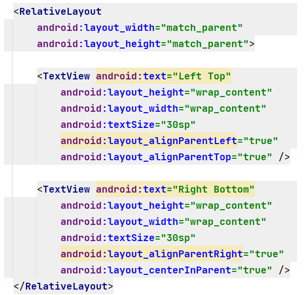 <RelativeLayout
android:layout_width="match_parent"
android:layout_height="match_parent">
<TextView android:text="Left Top"
android:layout_height="wrap_content"
android:layout_width="wrap_content"
android:textSize="30sp"
android:layout_alignParentLeft="true"
android:layout_alignParentTop="true" />
<TextView android:text="Right Bottom"
android:layout_height="wrap_content"
android:layout_width="wrap_content"
android:textSize="30sp"
android:layout_alignParentRight="true"
android:layout_centerInParent="true" />
</RelativeLayout>